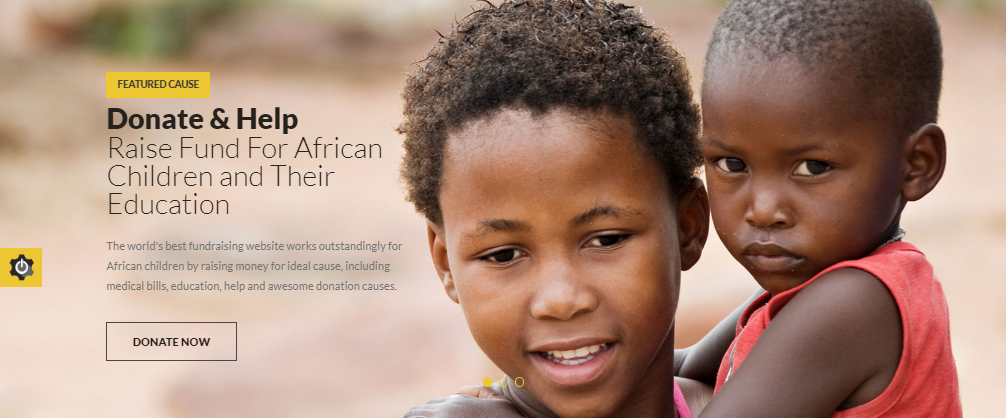 FEATURED CAUSE
Donate & Help
Raise Fund For African
Children and Their
Education
The world's best fundraising website works outstandingly for
African children by raising money for ideal cause, including
medical bills, education, help and awesome donation causes.
DONATE NOW